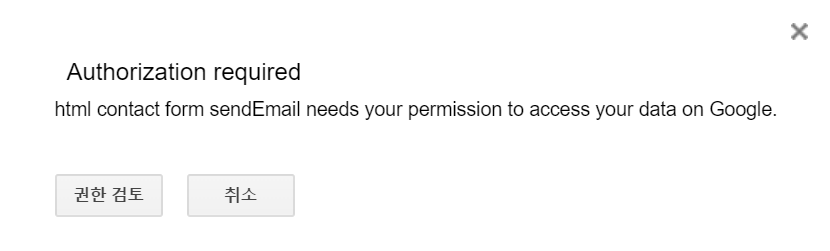 Authorization required
html contact form sendEmail needs your permission to access your data on Google.
권한 검토
취소